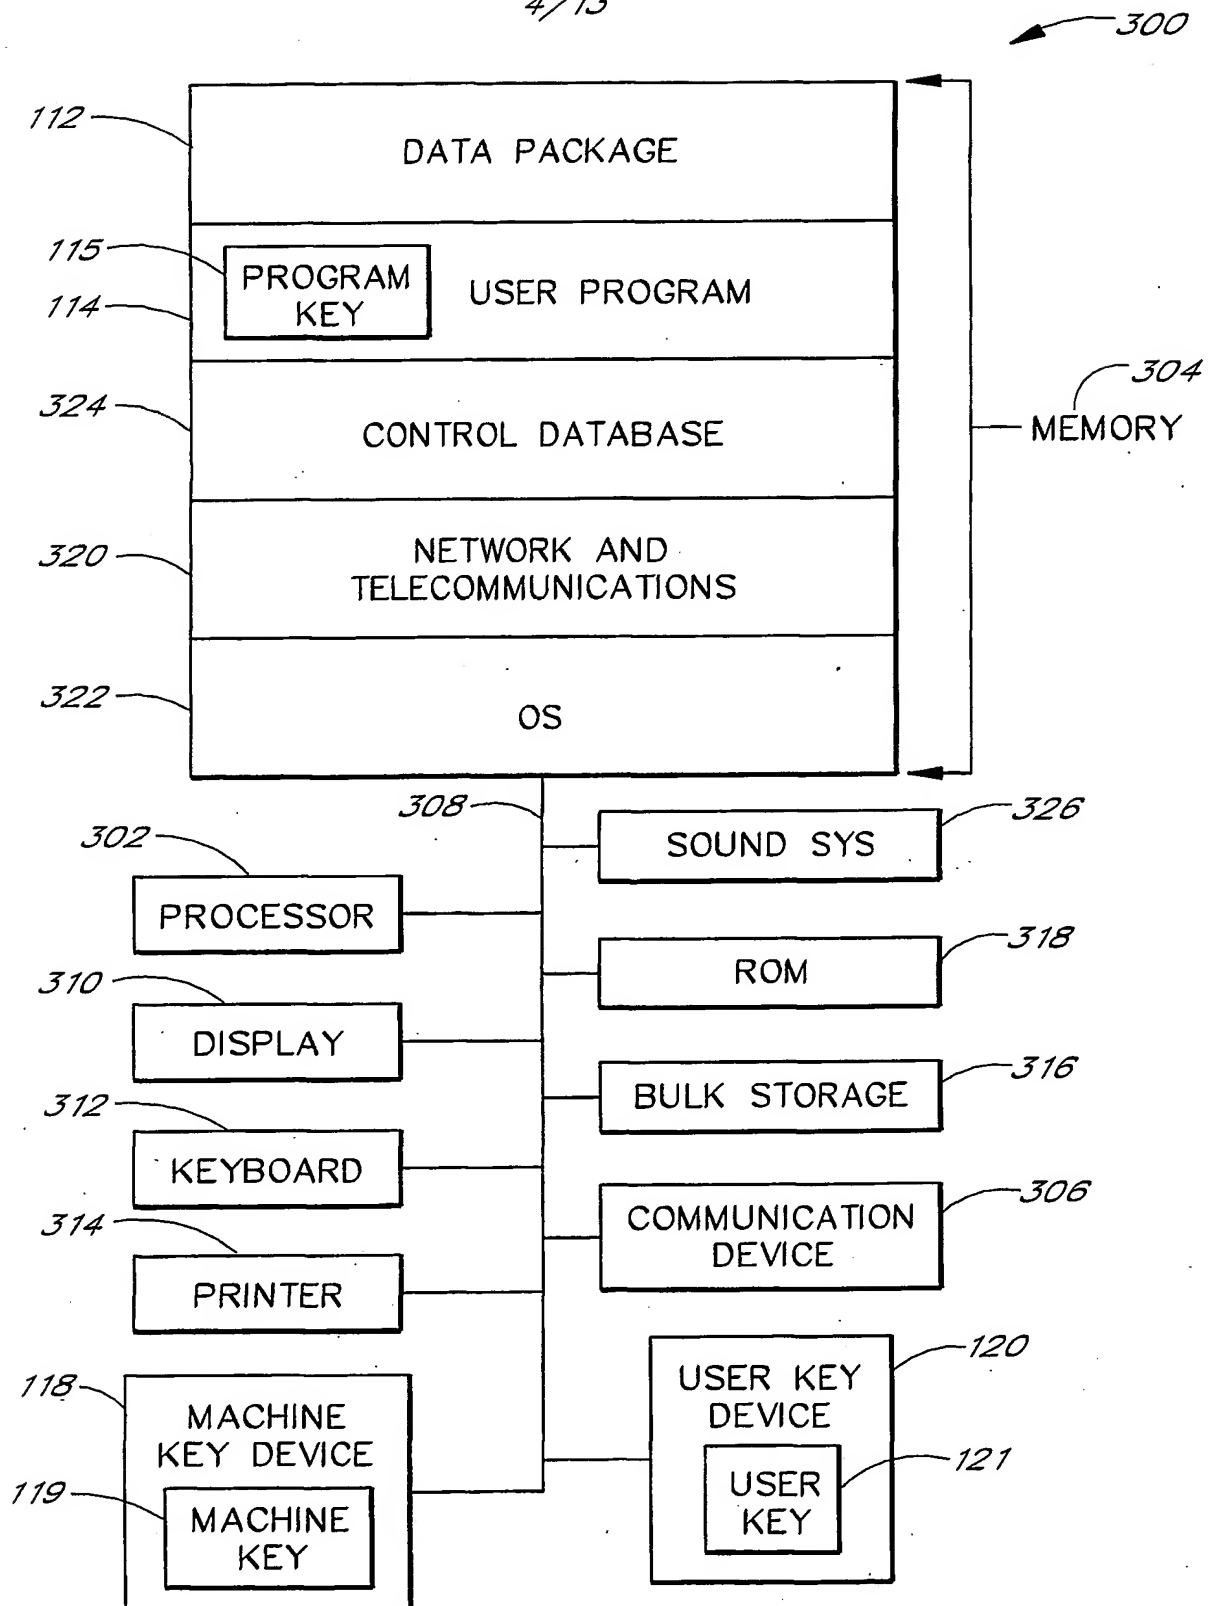 4/13
300
112
DATA PACKAGE
115
PROGRAM
KEY
USER PROGRAM
114
304
MEMORY
324
CONTROL DATABASE
320
NETWORK AND
TELECOMMUNICATIONS
322
OS
308
326
SOUND SYS
302
PROCESSOR
318
ROM
310
DISPLAY
316
BULK STORAGE
312
KEYBOARD
306
COMMUNICATION
DEVICE
314
PRINTER
120
USER KEY
DEVICE
118
MACHINE
KEY DEVICE
121
USER
KEY
119
MACHINE
KEY